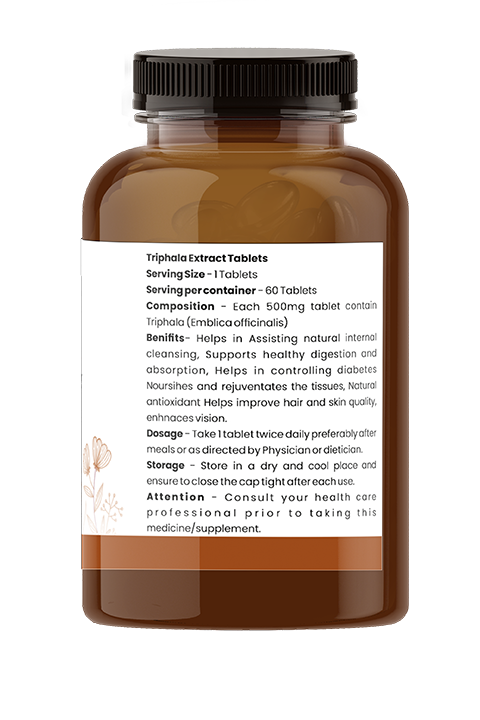 Triphala Extract Tablets
Serving Size - 1 Tablets
Serving per container - 60 Tablets
Composition - Each 500mg tablet contain
Triphala (Emblica officinalis)
Benifits- Helps in Assisting natural internal
cleansing, Supports healthy digestion and
absorption, Helps in controlling diabetes
Noursihes and rejuventates the tissues, Natural
antioxidant Helps improve hair and skin quality,
enhnaces vision.
Dosage - Take 1 tablet twice daily preferably after
meals or as directed by Physician or dietician.
Storage - Store in a dry and cool place and
ensure to close the cap tight after each use.
Attention - Consult your health care
professional prior to taking this
medicine/supplement.